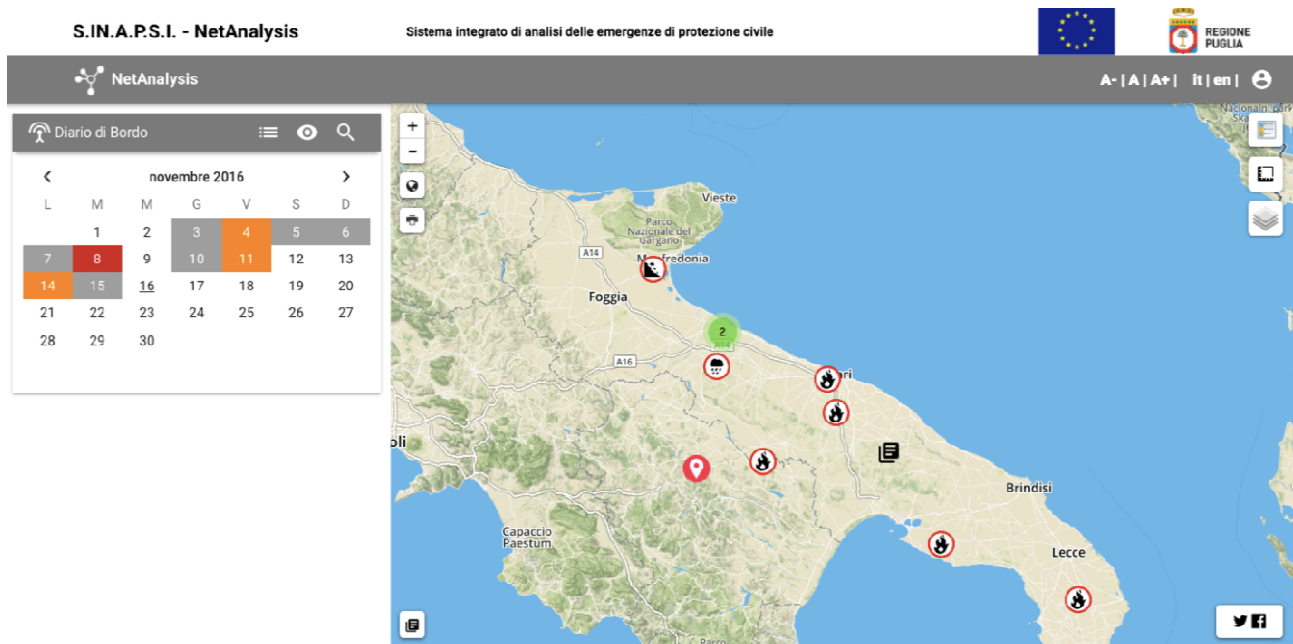 S.IN.A.P.S.I. - NetAnalysis
Sistema integrato di analisi delle emergenze di protezione civile
REGIONE
PUGLIA
NetAnalysis
A- | A | A+ | it | en |
Diario di Bordo
novembre 2016
L M M G V S D
1 2 3 4 5 6
7 8 9 10 11 12 13
14 15 16 17 18 19 20
21 22 23 24 25 26 27
28 29 30
+
-
Vieste
Parco
Nazionale del
Gargano
A14
Foggia
2
A14
A16
Brindisi
Capaccio
Paestum
Lecce
Parco